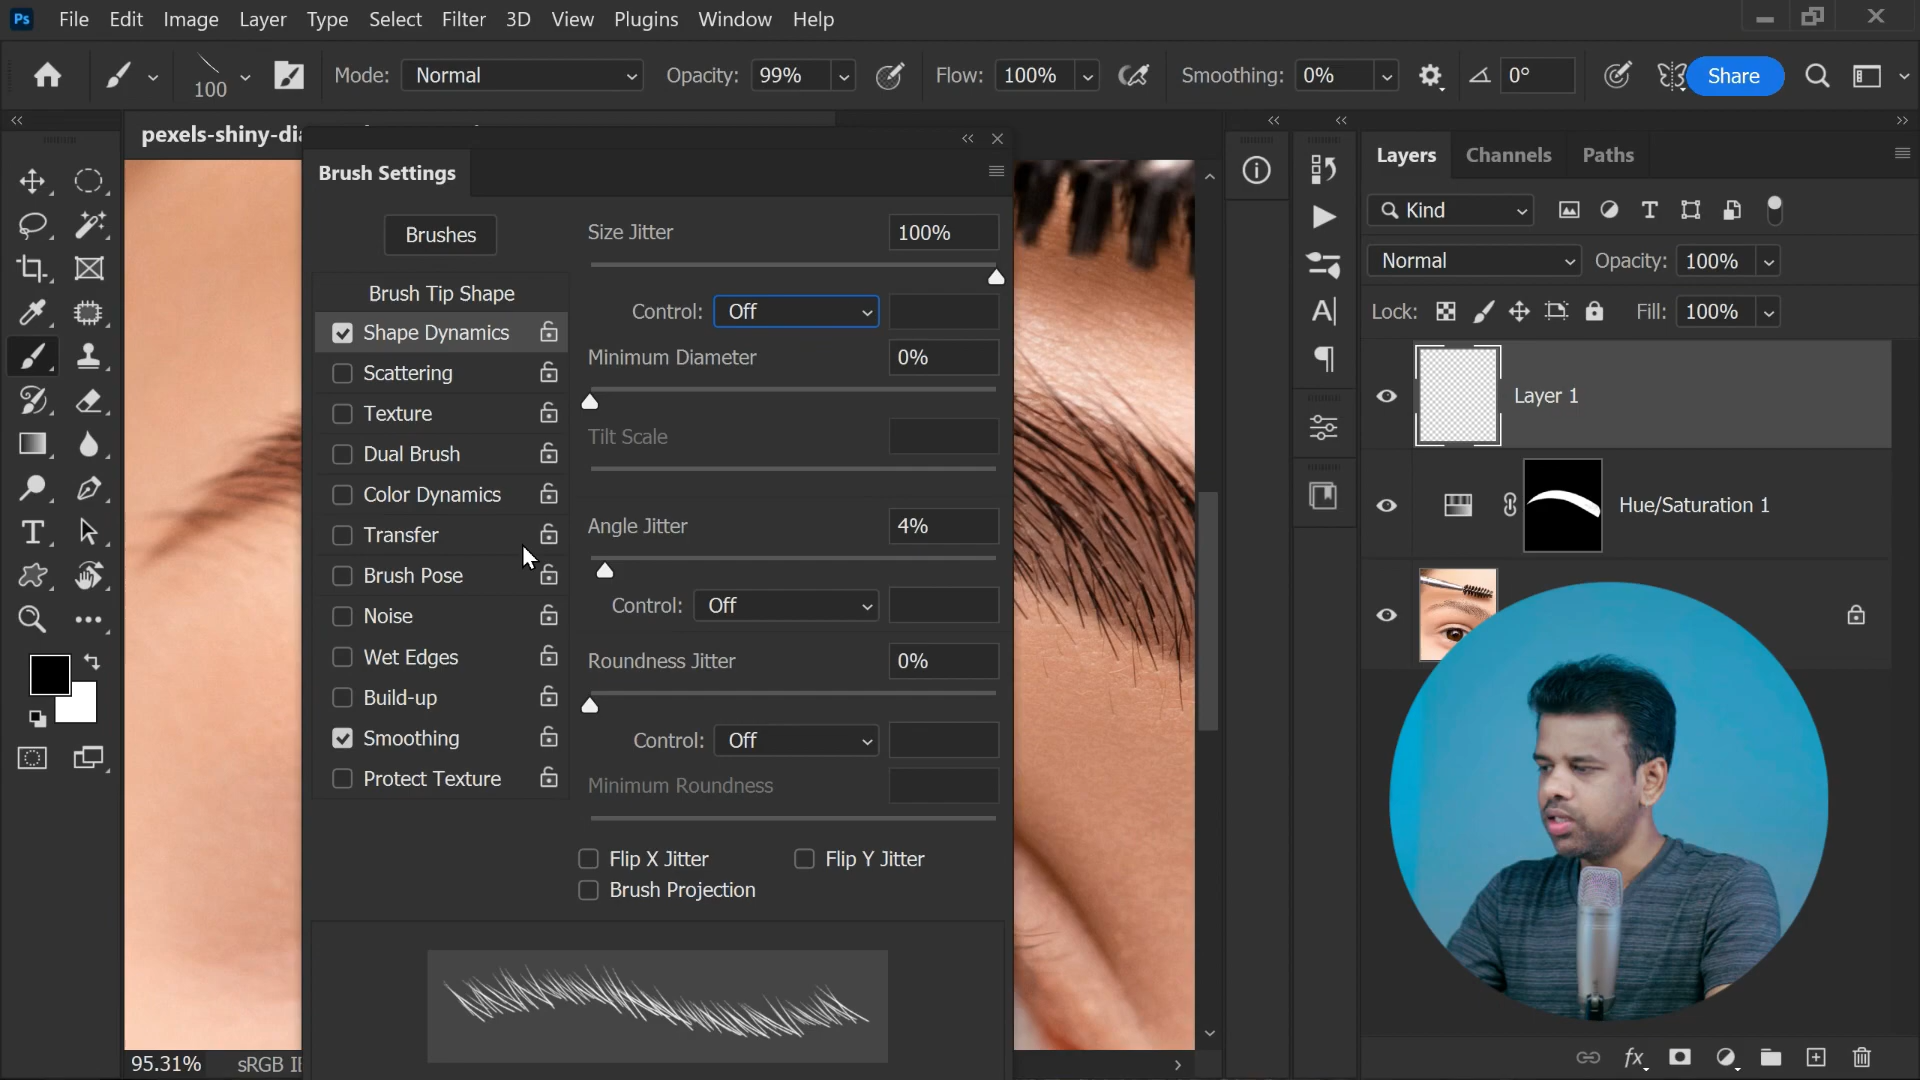 Ps File Edit Image Layer Type Select Filter 3D View Plugins Window Help
100 Mode: Normal Opacity: 99% Flow: 100% Smoothing: 0% 0° Share
pexels-shiny-dia
Brush Settings
Brushes
Brush Tip Shape
Shape Dynamics
Scattering
Texture
Dual Brush
Color Dynamics
Transfer
Brush Pose
Noise
Wet Edges
Build-up
Smoothing
Protect Texture
Size Jitter 100%
Control: Off
Minimum Diameter 0%
Tilt Scale
Angle Jitter 4%
Control: Off
Roundness Jitter 0%
Control: Off
Minimum Roundness
Flip X Jitter Flip Y Jitter
Brush Projection
Layers Channels Paths
Kind
Normal Opacity: 100%
Lock: Fill: 100%
Layer 1
Hue/Saturation 1
95.31% sRGB